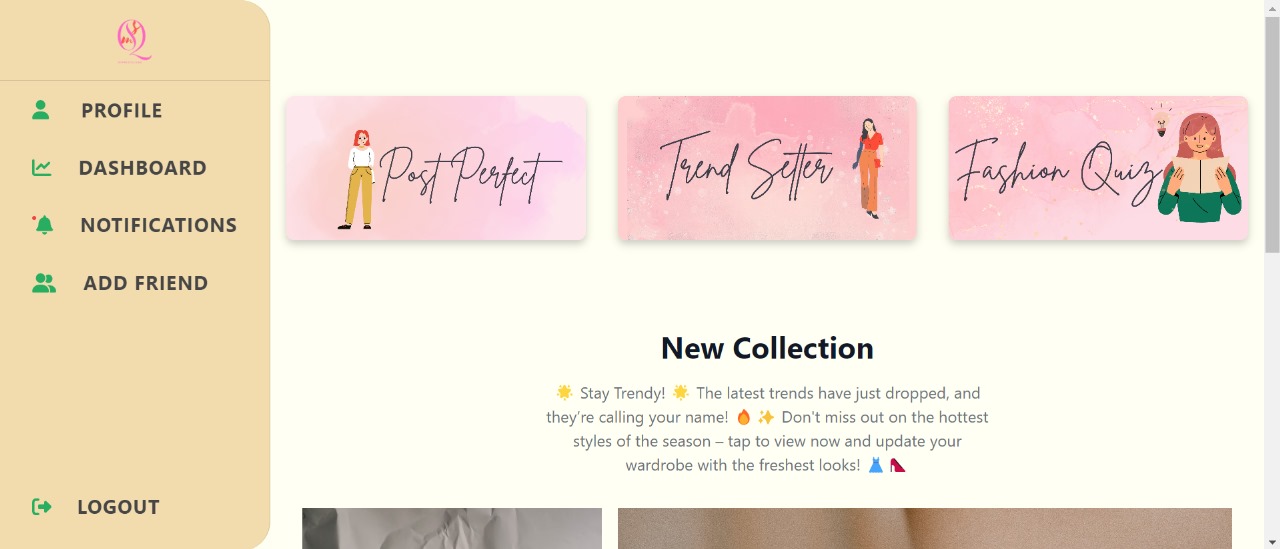 PROFILE
DASHBOARD
NOTIFICATIONS
ADD FRIEND
LOGOUT
Post Perfect
Trend Setter
Fashion Quiz
New Collection
🌟 Stay Trendy! 🌟 The latest trends have just dropped, and
they're calling your name! 🔥 ✨ Don't miss out on the hottest
styles of the season – tap to view now and update your
wardrobe with the freshest looks! 👗 👠